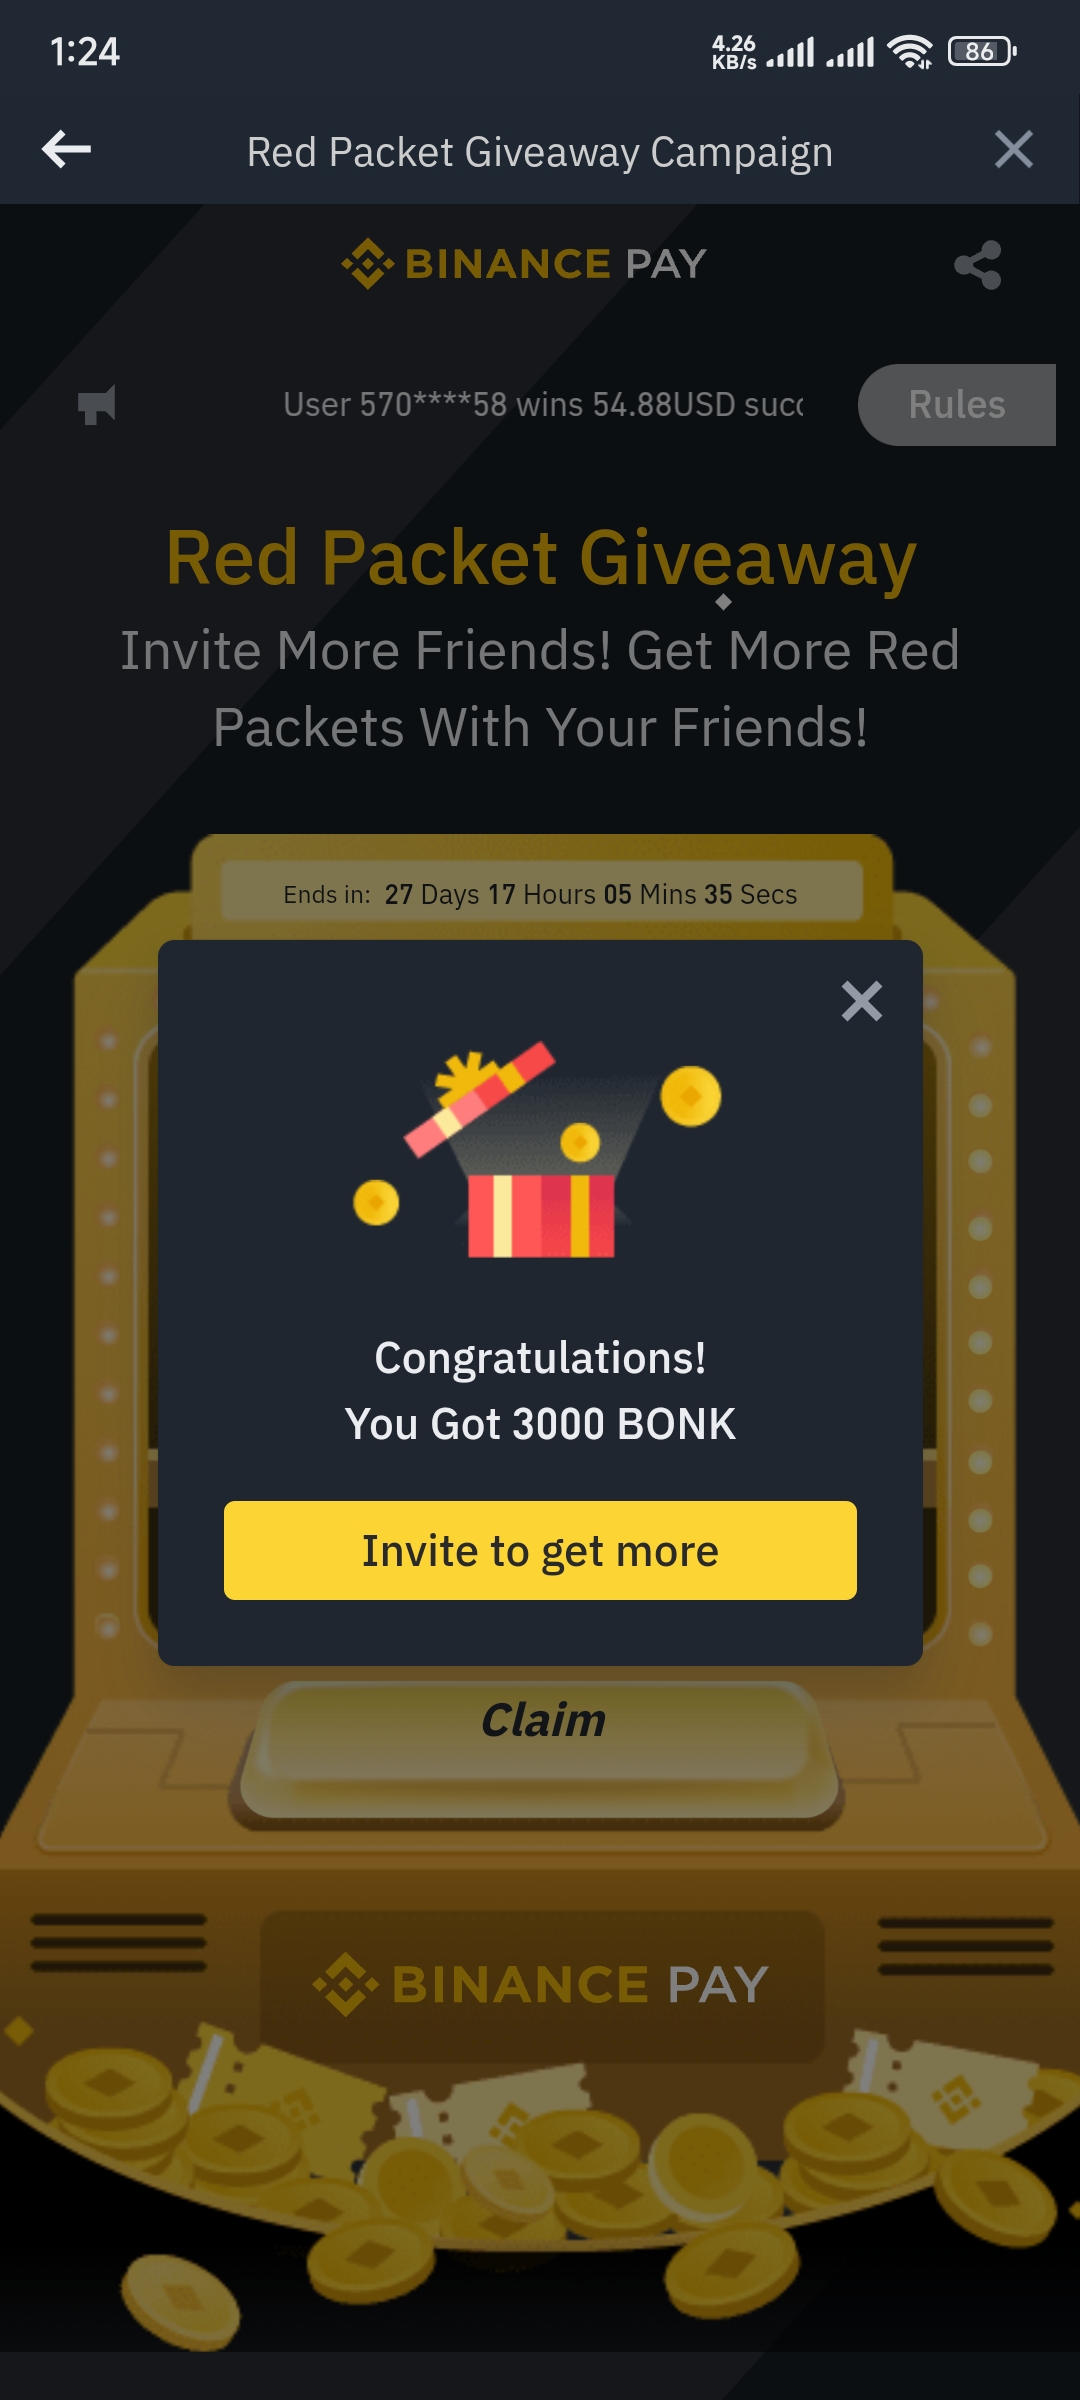 1:24
4.26
KB/s
86
Red Packet Giveaway Campaign
BINANCE PAY
User 570****58 wins 54.88USD succ
Rules
Red Packet Giveaway
Invite More Friends! Get More Red
Packets With Your Friends!
Ends in: 27 Days 17 Hours 05 Mins 35 Secs
Congratulations!
You Got 3000 BONK
Invite to get more
Claim
BINANCE PAY